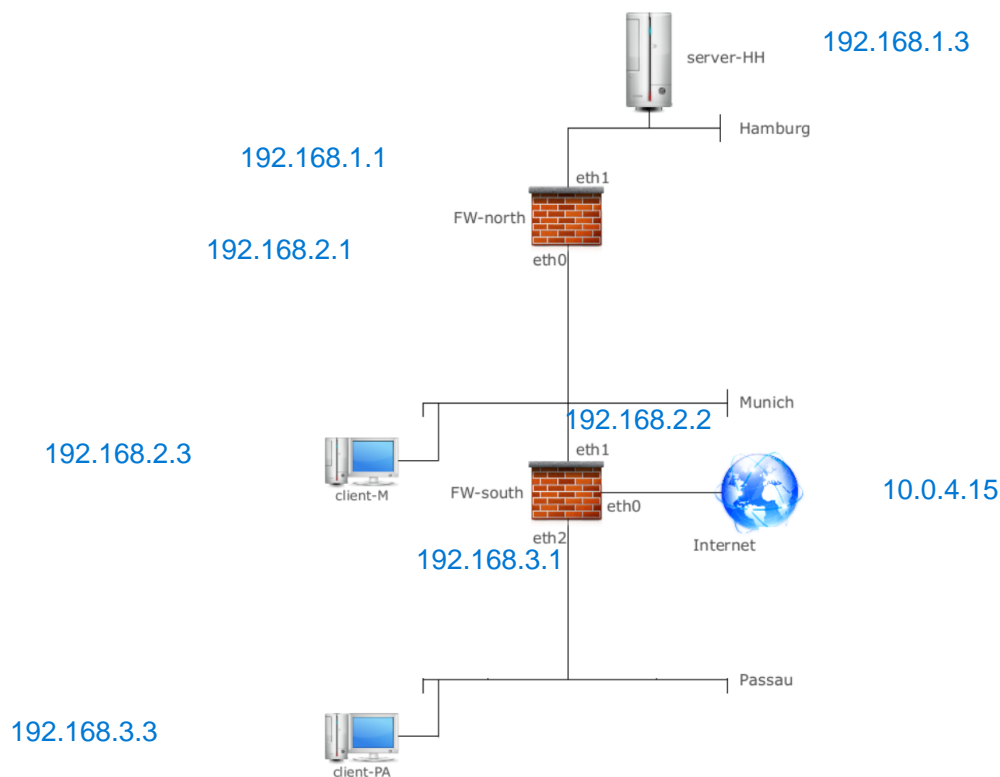 192.168.1.3
server-HH
Hamburg
192.168.1.1
eth1
FW-north
192.168.2.1
eth0
Munich
192.168.2.2
192.168.2.3
eth1
client-M
FW-south
10.0.4.15
eth0
eth2
Internet
192.168.3.1
Passau
192.168.3.3
client-PA